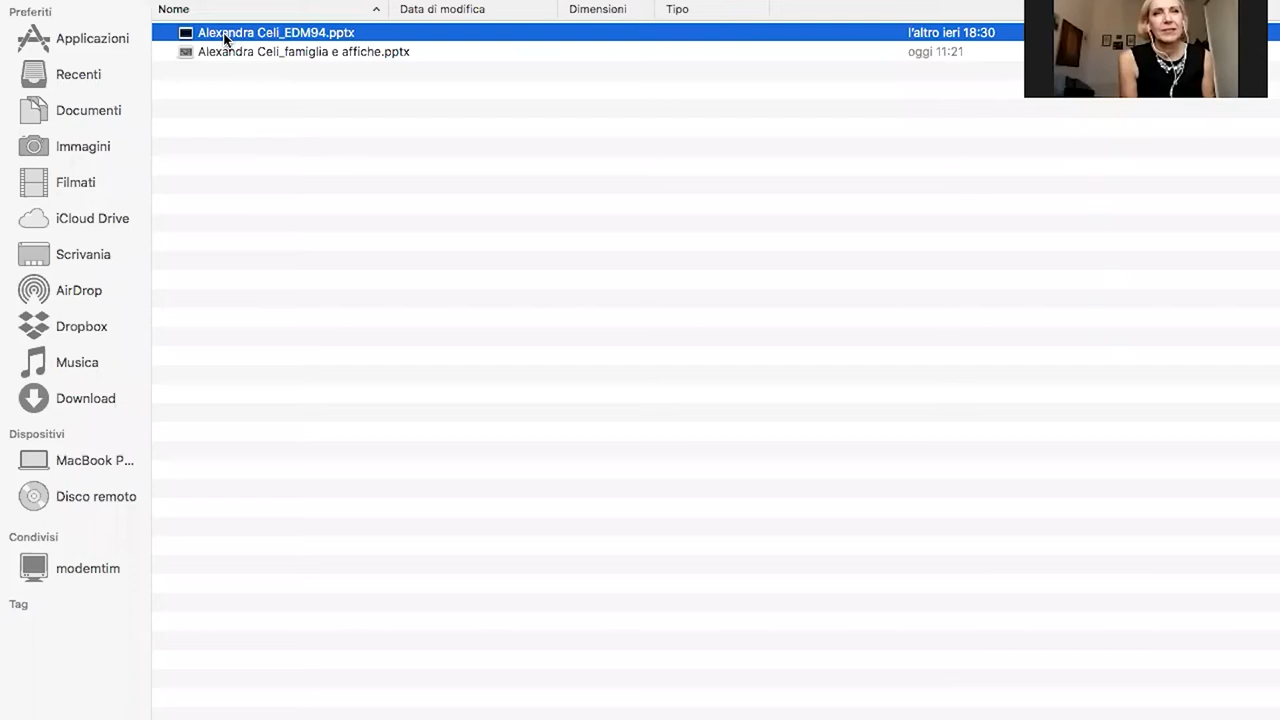 Preferiti
Applicazioni
Recenti
Documenti
Immagini
Filmati
iCloud Drive
Scrivania
AirDrop
Dropbox
Musica
Download
Dispositivi
MacBook P...
Disco remoto
Condivisi
modemtim
Tag
Nome Data di modifica Dimensioni Tipo
Alexandra Celi_EDM94.pptx l'altro ieri 18:30
Alexandra Celi_famiglia e affiche.pptx oggi 11:21